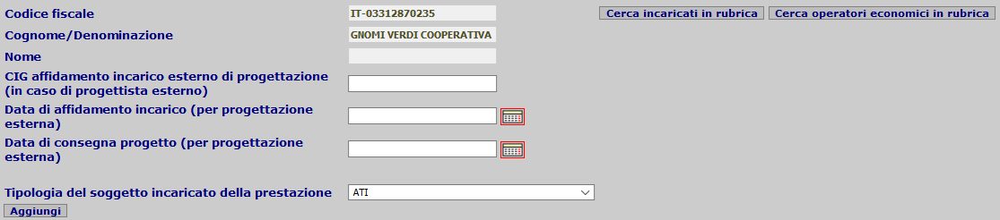 Codice fiscale IT-03312870235 Cerca incaricati in rubrica Cerca operatori economici in rubrica
Cognome/Denominazione GNOMI VERDI COOPERATIVA
Nome
CIG affidamento incarico esterno di progettazione
(in caso di progettista esterno)
Data di affidamento incarico (per progettazione
esterna)
Data di consegna progetto (per progettazione
esterna)
Tipologia del soggetto incaricato della prestazione ATI
Aggiungi